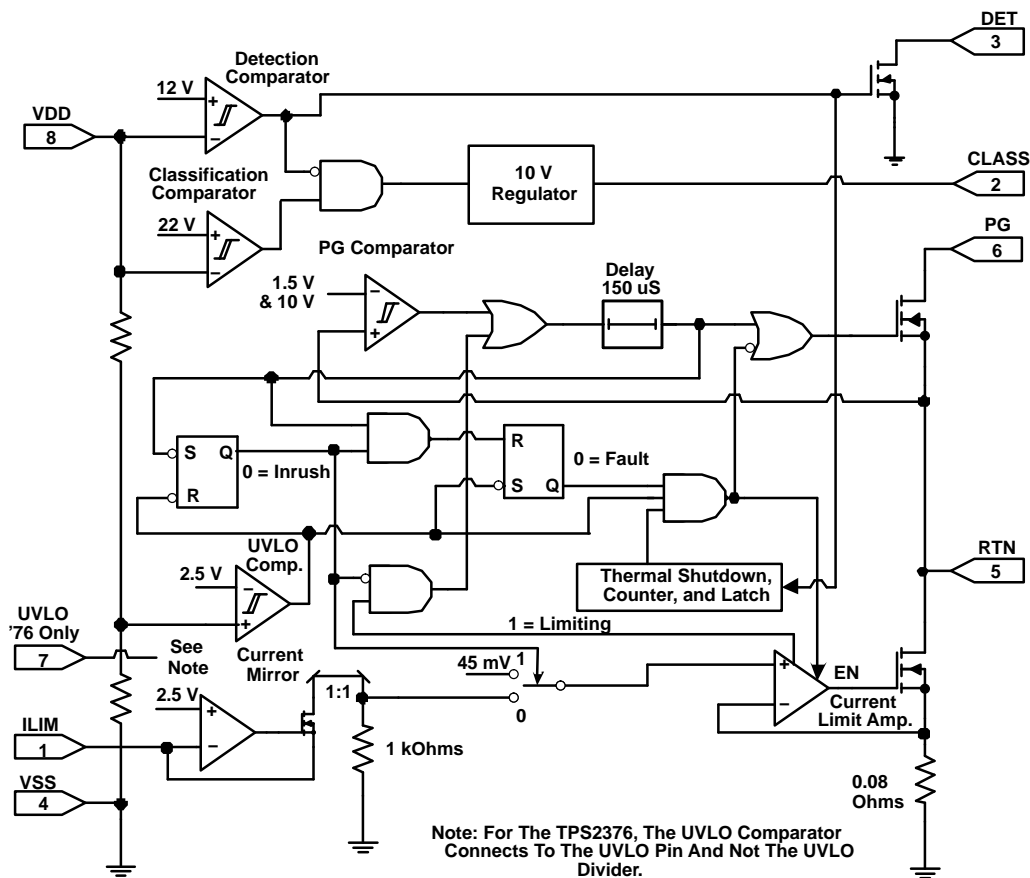 DET
3
Detection
Comparator
12 V
+
−
VDD
8
CLASS
2
Classification
Comparator
10 V
Regulator
22 V
+
−
PG
6
PG Comparator
1.5 V
& 10 V
−
+
Delay
150 uS
S Q
R
0 = Inrush
R
S Q
0 = Fault
UVLO
Comp.
2.5 V
−
+
RTN
5
Thermal Shutdown,
Counter, and Latch
1 = Limiting
UVLO
'76 Only
7
See
Note
Current
Mirror
1:1
45 mV
1
0
+
−
EN
Current
Limit Amp.
2.5 V
+
−
ILIM
1
1 kOhms
VSS
4
0.08
Ohms
Note: For The TPS2376, The UVLO Comparator
Connects To The UVLO Pin And Not The UVLO
Divider.